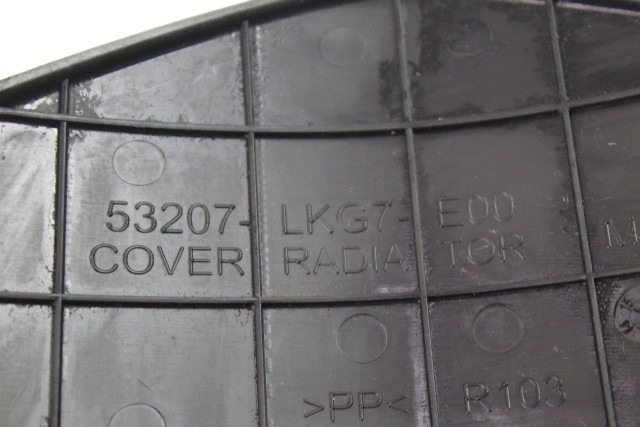 53207-LKG7-E00
COVER RADIATOR
>PP< R103